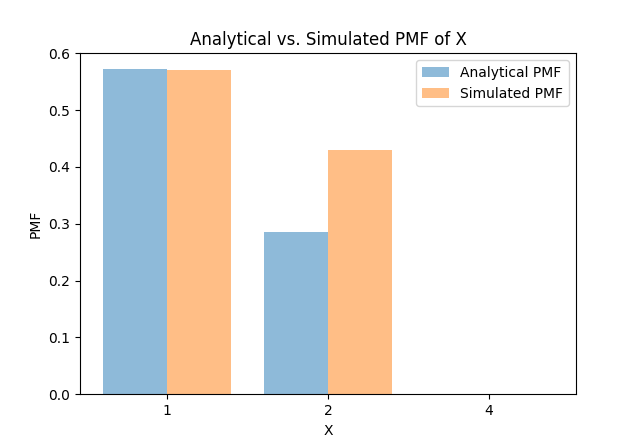 Analytical vs. Simulated PMF of X
Analytical PMF
Simulated PMF
0.6
0.5
0.4
0.3
0.2
0.1
0.0
PMF
1 2 4
X